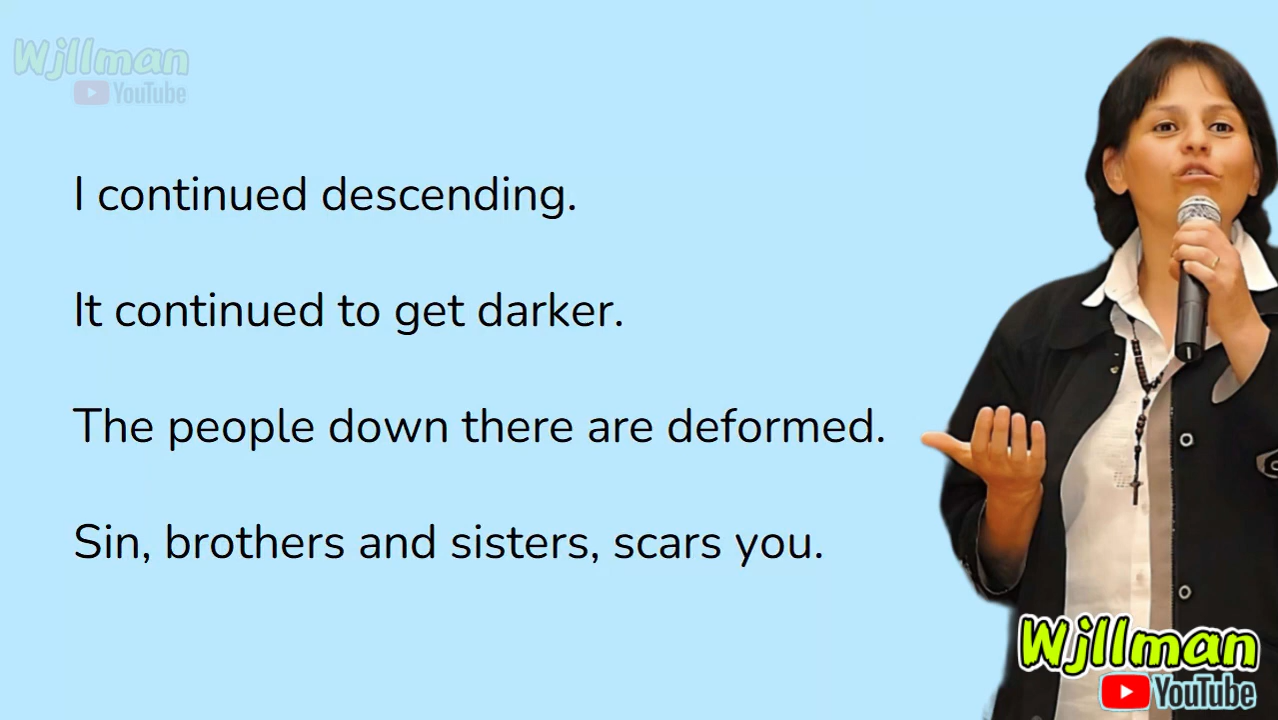 Wjllman
YouTube
I continued descending.
It continued to get darker.
The people down there are deformed.
Sin, brothers and sisters, scars you.
Wjllman
YouTube